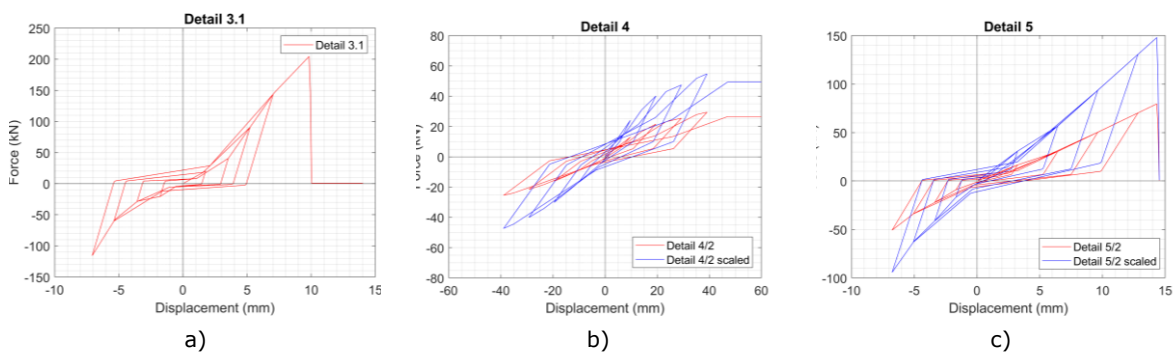 Detail 3.1
250
200
150
100
50
0
-50
-100
-150
-10
-5
0
5
10
15
Force (kN)
Displacement (mm)
Detail 3.1
a)
Detail 4
80
60
40
20
0
-20
-40
-60
-80
-60
-40
-20
0
20
40
60
Force (kN)
Displacement (mm)
Detail 4/2
Detail 4/2 scaled
b)
Detail 5
150
100
50
0
-50
-100
-10
-5
0
5
10
15
Displacement (mm)
Detail 5/2
Detail 5/2 scaled
c)